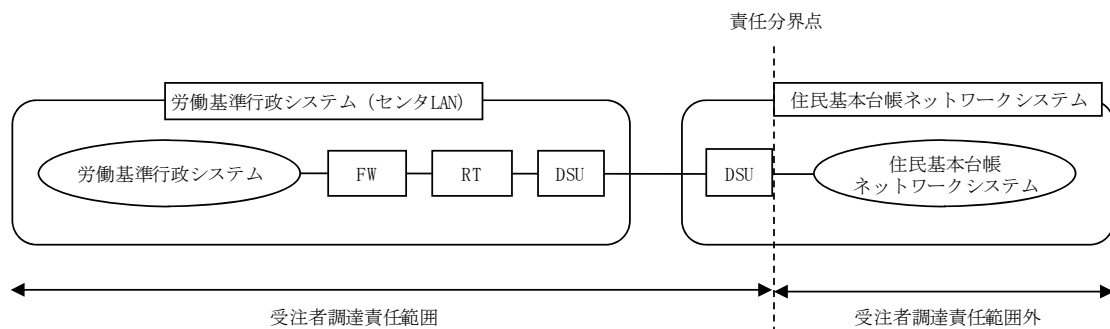 責任分界点
労働基準行政システム（センタLAN）
住民基本台帳ネットワークシステム
労働基準行政システム
FW
RT
DSU
DSU
住民基本台帳
ネットワークシステム
受注者調達責任範囲
受注者調達責任範囲外